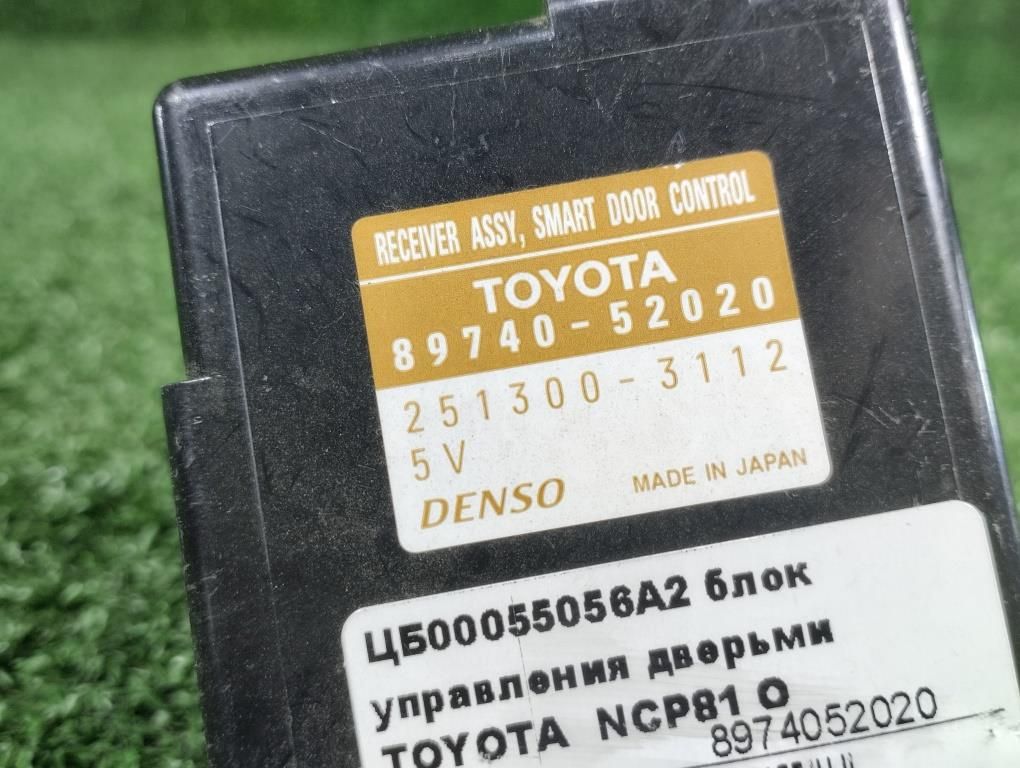 RECEIVER ASSY, SMART DOOR CONTROL
TOYOTA
89740-52020
251300-3112
5V
DENSO MADE IN JAPAN
ЦБ00055056А2 блок
управления дверьми
TOYOTA NCP81 O
8974052020